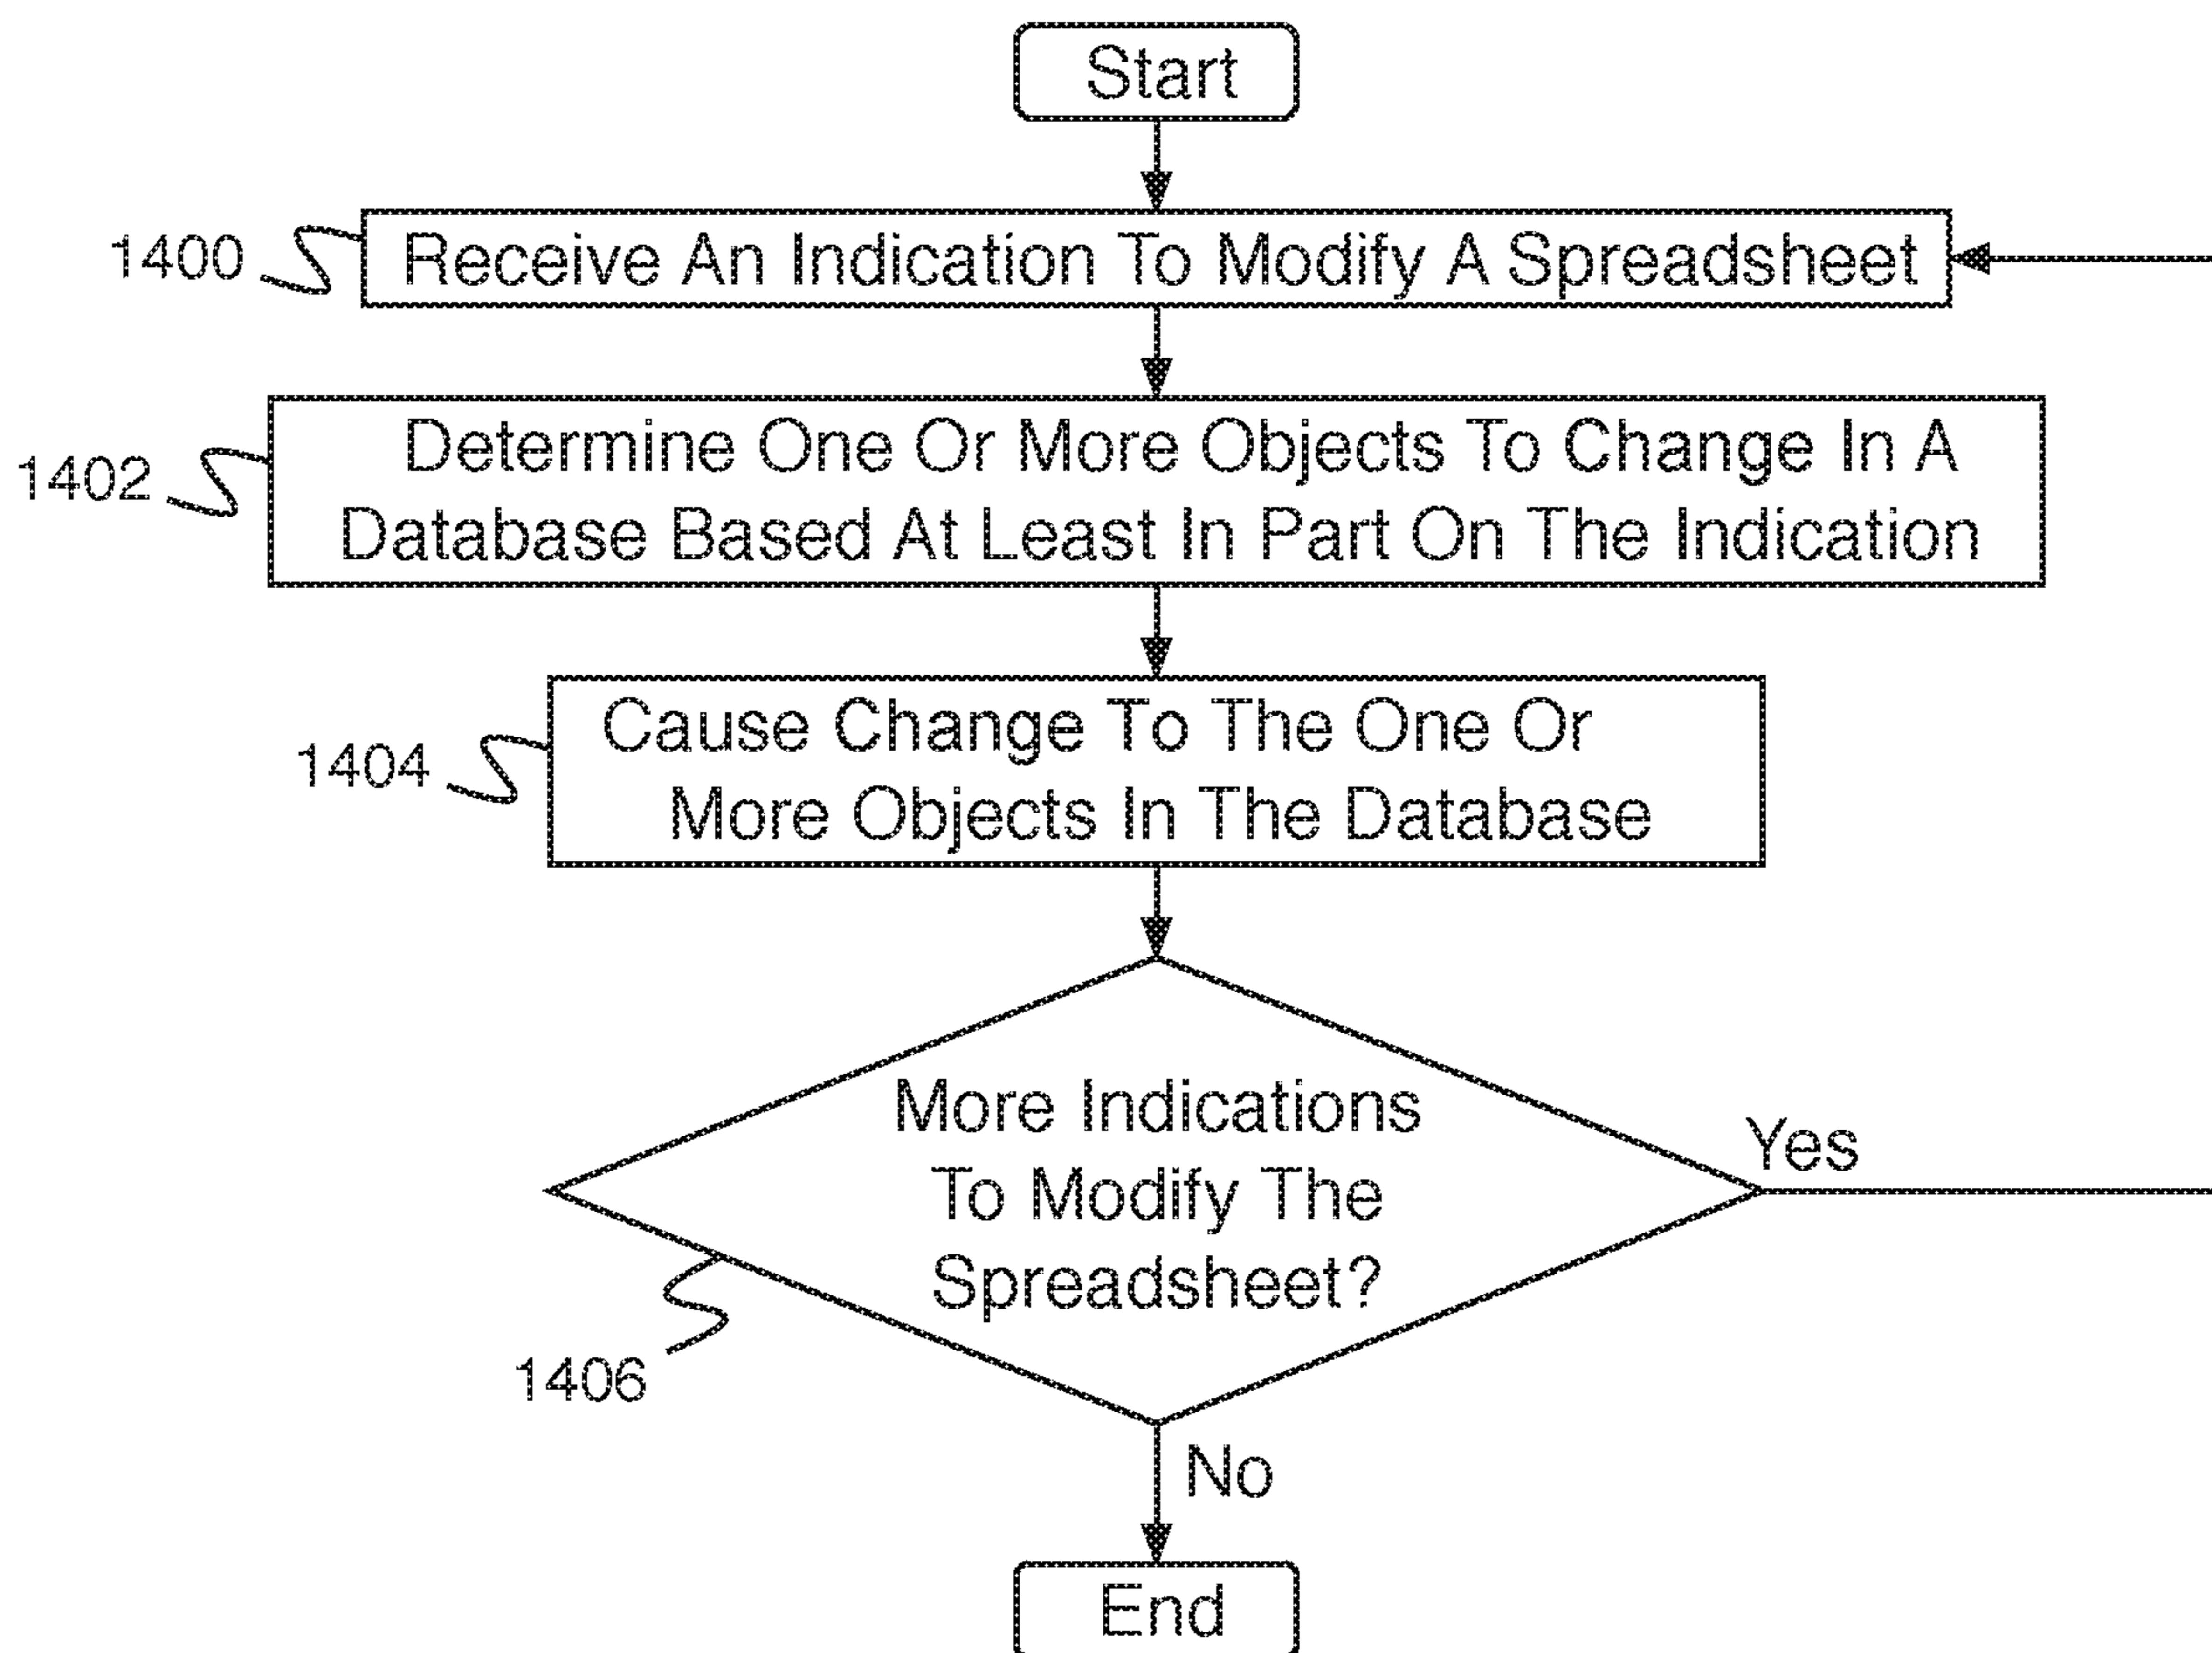 Start
1400
Receive An Indication To Modify A Spreadsheet
1402
Determine One Or More Objects To Change In A
Database Based At Least In Part On The Indication
1404
Cause Change To The One Or
More Objects In The Database
More Indications
To Modify The
Spreadsheet?
Yes
1406
No
End